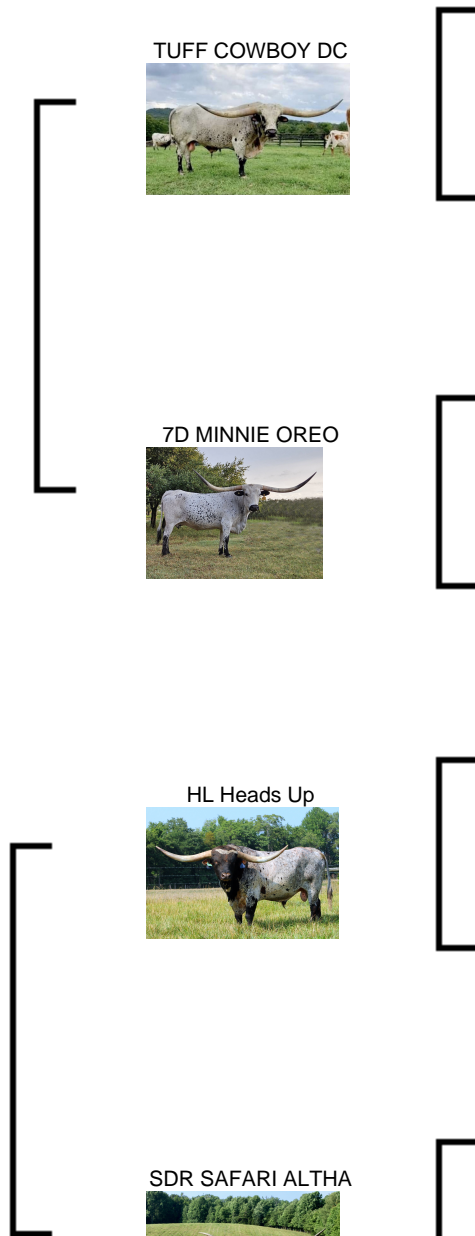 TUFF COWBOY DC
7D MINNIE OREO
HL Heads Up
SDR SAFARI ALTHA